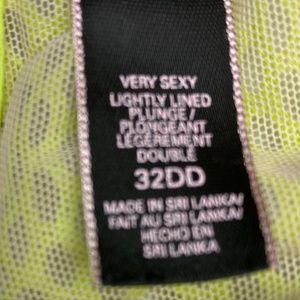 VERY SEXY
LIGHTLY LINED
PLUNGE/
PLONGEANT
LÉGÈREMENT
DOUBLÉ
32DD
MADE IN SRI LANKA/
FAIT AU SRI LANKA/
HECHO EN
SRI LANKA